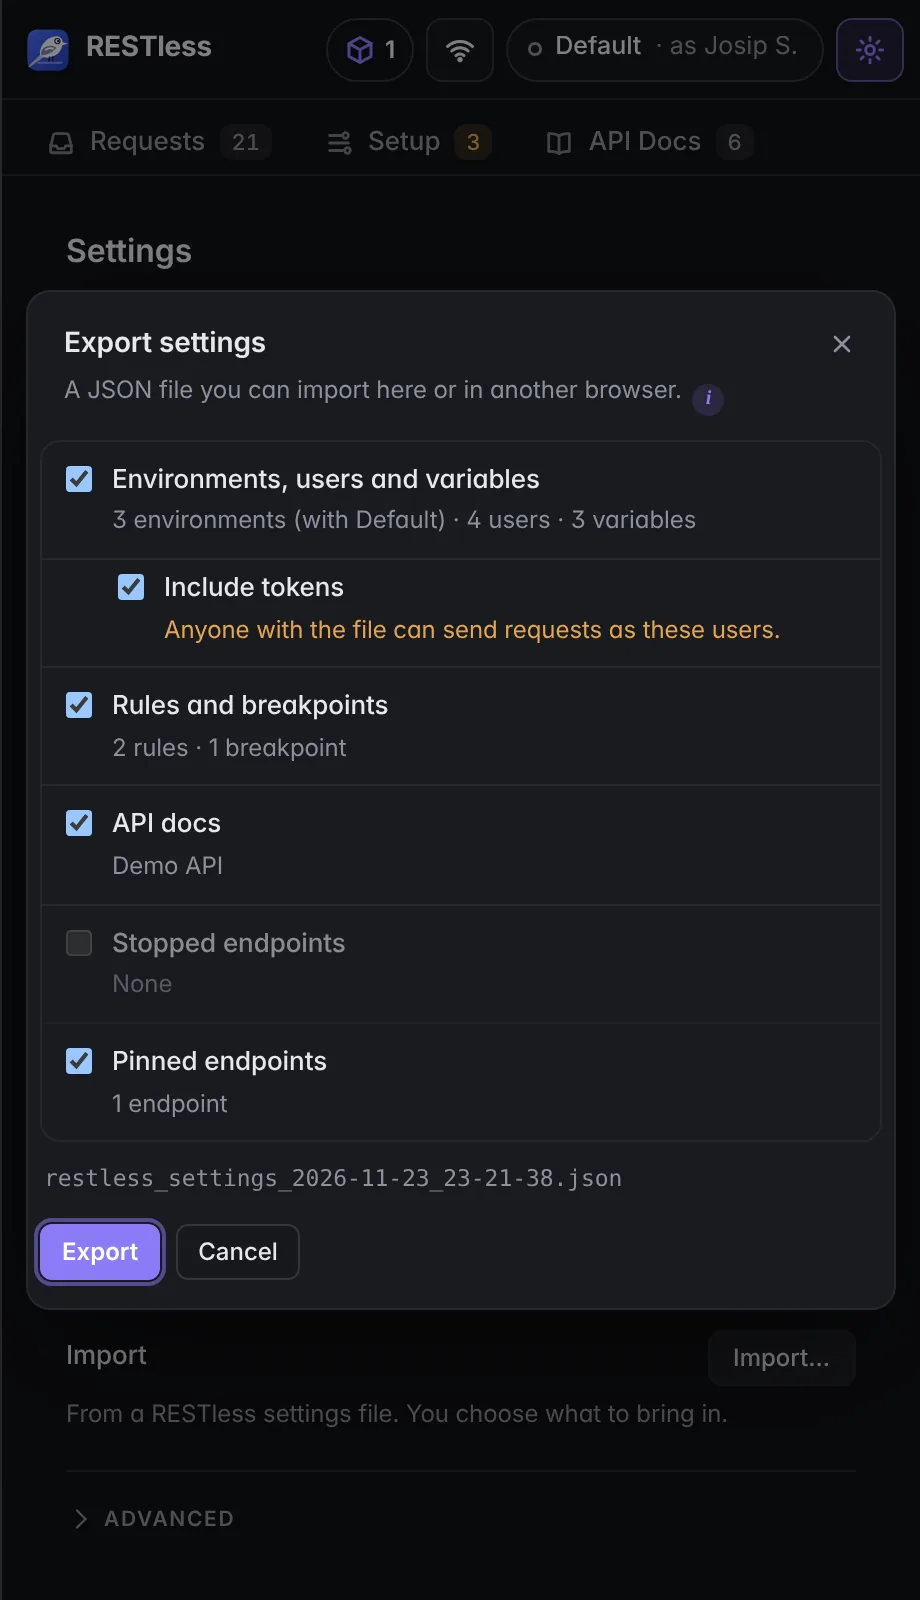 RESTless
1
Default · as Josip S.
Requests 21
Setup 3
API Docs 6
Settings
Export settings
A JSON file you can import here or in another browser. i
Environments, users and variables
3 environments (with Default) · 4 users · 3 variables
Include tokens
Anyone with the file can send requests as these users.
Rules and breakpoints
2 rules · 1 breakpoint
API docs
Demo API
Stopped endpoints
None
Pinned endpoints
1 endpoint
restless_settings_2026-11-23_23-21-38.json
Export
Cancel
Import
Import...
From a RESTless settings file. You choose what to bring in.
ADVANCED